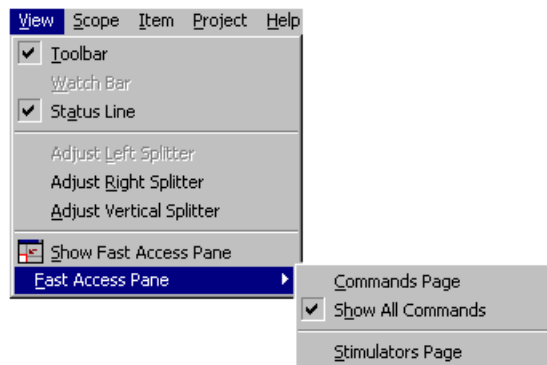 View Scope Item Project Help
Toolbar
Watch Bar
Status Line
Adjust Left Splitter
Adjust Right Splitter
Adjust Vertical Splitter
Show Fast Access Pane
Fast Access Pane
Commands Page
Show All Commands
Stimulators Page